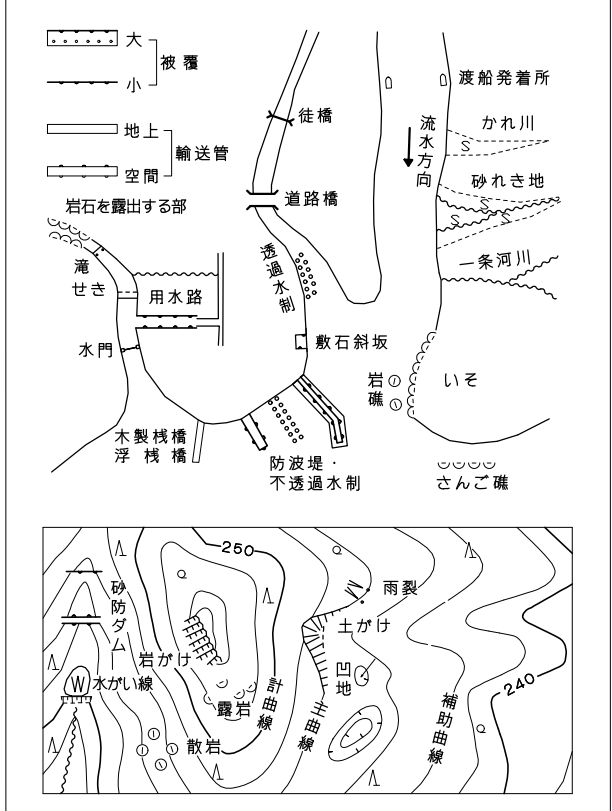 大
被覆
小
地上
輸送管
空間
岩石を露出する部
滝
せき
用水路
水門
木製桟橋
浮桟橋
徒橋
道路橋
透過水制
敷石斜坂
防波堤・
不透過水制
渡船発着所
流水方向
かれ川
S
砂れき地
S
S
S
一条河川
岩礁
いそ
さんご礁
250
砂防ダム
岩がけ
W
水がい線
露岩
散岩
計曲線
主曲線
雨裂
土がけ
凹地
補助曲線
240